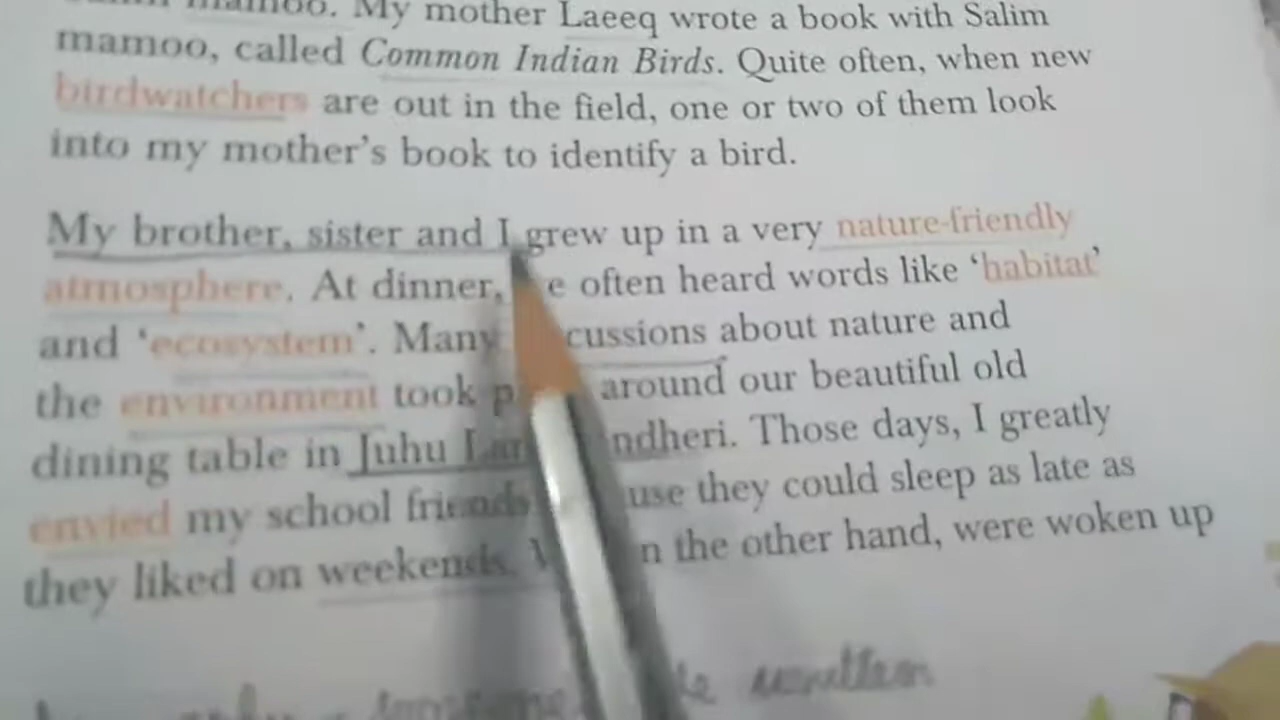 mamoo. My mother Laeeq wrote a book with Salim
mamoo, called Common Indian Birds. Quite often, when new
birdwatchers are out in the field, one or two of them look
into my mother's book to identify a bird.
My brother, sister and I grew up in a very nature-friendly
atmosphere. At dinner, e often heard words like 'habitat'
and 'ecosystem'. Many cussions about nature and
the environment took p around our beautiful old
dining table in Juhu Lan ndheri. Those days, I greatly
envied my school friends use they could sleep as late as
they liked on weekends. W n the other hand, were woken up